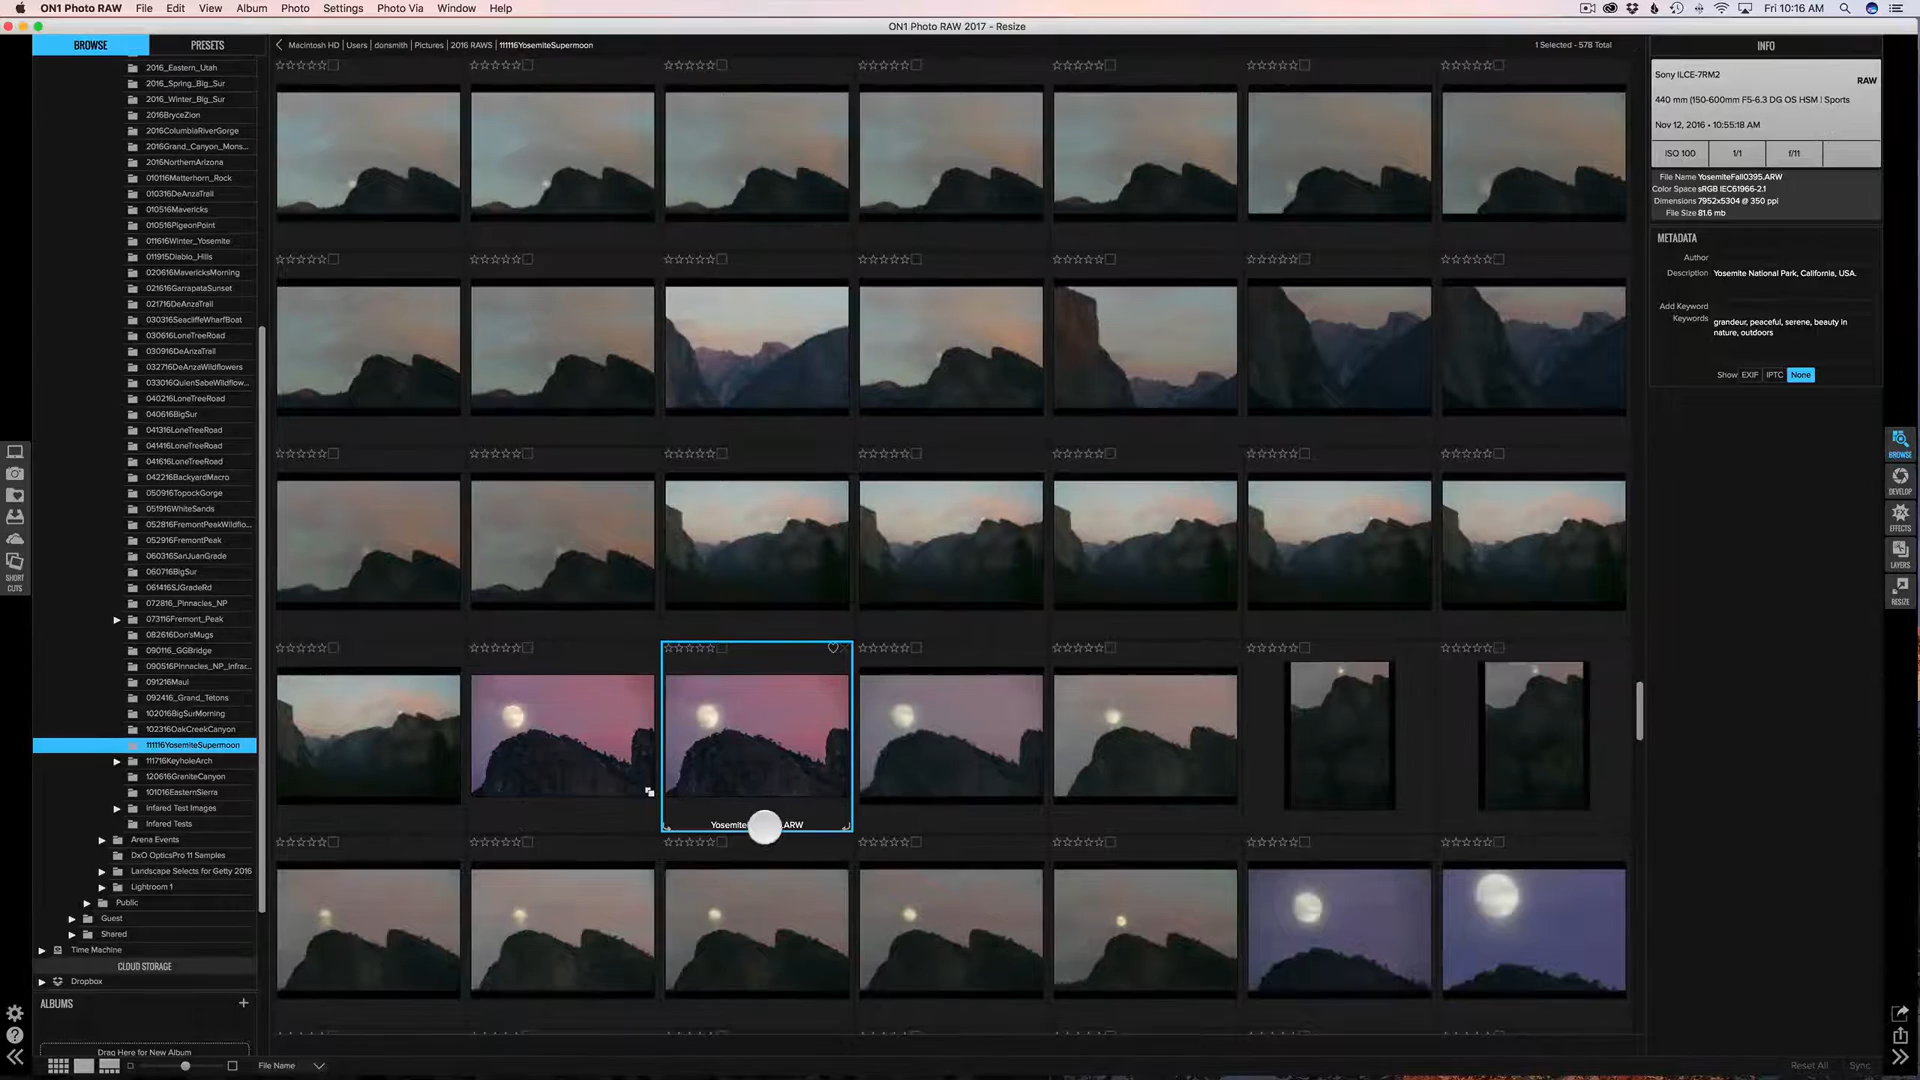 ON1 Photo RAW File Edit View Album Photo Settings Photo Via Window Help Fri 10:16 AM
ON1 Photo RAW 2017 - Resize
BROWSE PRESETS
Macintosh HD | Users | donsmith | Pictures | 2016 RAWS | 111116YosemiteSupermoon
1 Selected - 578 Total
INFO
2016_Eastern_Utah
2016_Spring_Big_Sur
2016_Winter_Big_Sur
2016BryceZion
2016ColumbiaRiverGorge
2016Grand_Canyon_Mons...
2016NorthernArizona
010116Matterhorn_Rock
010316DeAnzaTrail
010416Mavericks
010516PigeonPoint
011616Winter_Yosemite
011915Diablo_Hills
020616MavericksMorning
021616GarrapataSunset
021716DeAnzaTrail
030316SeacliffeWharfBoat
030616LoneTreeRoad
030916DeAnzaTrail
032716DeAnzaWildflowers
033016QuienSabeWildflow...
040216LoneTreeRoad
040616BigSur
041316LoneTreeRoad
041416LoneTreeRoad
041616LoneTreeRoad
042216BackyardMacro
050916TopockGorge
051916WhiteSands
052816FremontPeakWildflo...
052916FremontPeak
060316SanJuanGrade
060716BigSur
061416SJGradeRd
072816_Pinnacles_NP
073116Fremont_Peak
082616Don'sMugs
090116_GGBridge
090516Pinnacles_NP_Infrar...
091216Maui
092416_Grand_Tetons
102016BigSurMorning
102316OakCreekCanyon
111116YosemiteSupermoon
111716KeyholeArch
120616GraniteCanyon
101016EasternSierra
Infared Test Images
Infared Tests
Arena Events
DxO OpticsPro 11 Samples
Landscape Selects for Getty 2016
Lightroom 1
Public
Guest
Shared
Time Machine
CLOUD STORAGE
Dropbox
ALBUMS
Drag Here for New Album
SHORT
CUTS
Yosemite .ARW
File Name
Sony ILCE-7RM2
RAW
440 mm (150-600mm F5-6.3 DG OS HSM | Sports
Nov 12, 2016 • 10:55:18 AM
ISO 100 1/1 f/11
File Name YosemiteFall0395.ARW
Color Space sRGB IEC61966-2.1
Dimensions 7952x5304 @ 350 ppi
File Size 81.6 mb
METADATA
Author
Description Yosemite National Park, California, USA.
Add Keyword
Keywords grandeur, peaceful, serene, beauty in
nature, outdoors
Show EXIF IPTC None
BROWSE
DEVELOP
EFFECTS
LAYERS
RESIZE
Reset All Sync